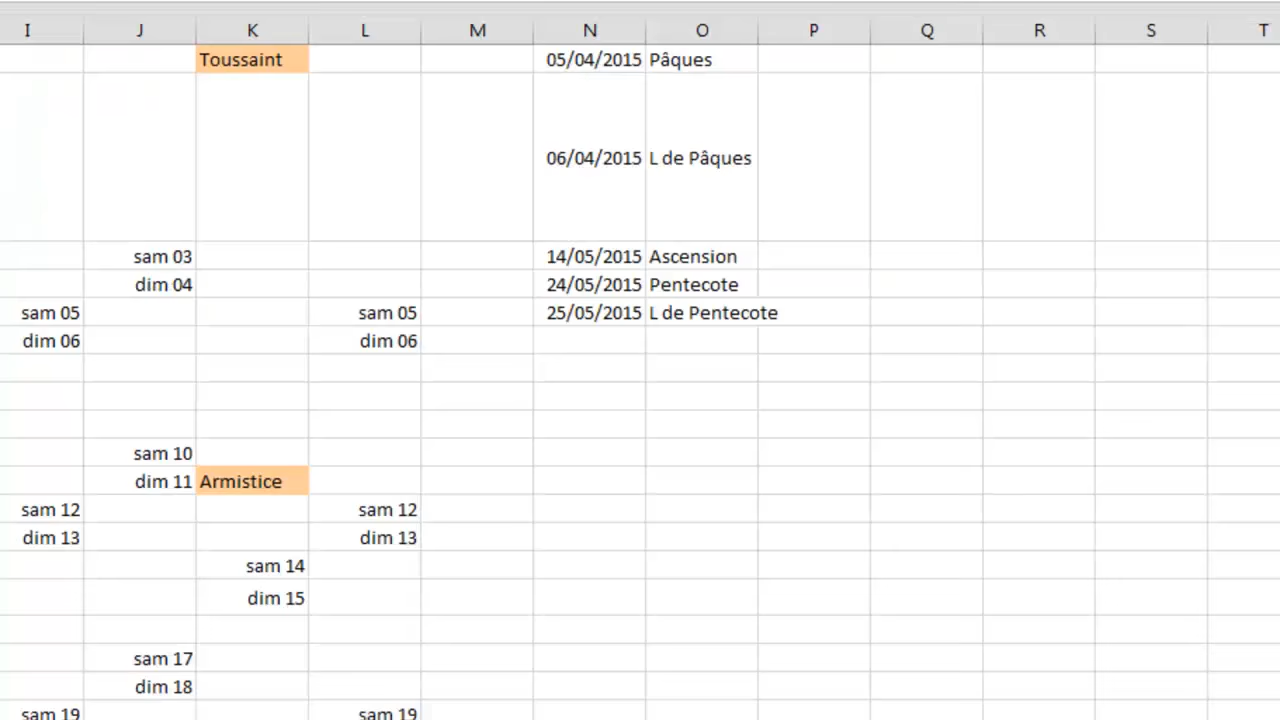 I J K L M N O P Q R S T
Toussaint 05/04/2015 Pâques
06/04/2015 L de Pâques
sam 03 14/05/2015 Ascension
dim 04 24/05/2015 Pentecote
sam 05 sam 05 25/05/2015 L de Pentecote
dim 06 dim 06
sam 10
dim 11 Armistice
sam 12 sam 12
dim 13 dim 13
sam 14
dim 15
sam 17
dim 18
sam 19 sam 19